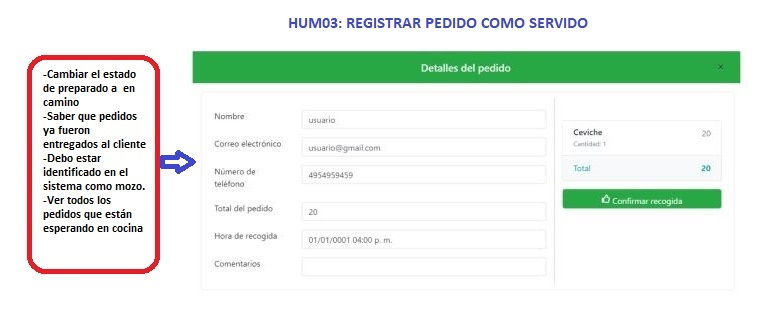 HUM03: REGISTRAR PEDIDO COMO SERVIDO
-Cambiar el estado
de preparado a  en
camino
-Saber que pedidos
ya fueron
entregados al cliente
-Debo estar
identificado en el
sistema como mozo.
-Ver todos los
pedidos que están
esperando en cocina
Detalles del pedido ×
Nombre usuario
Correo electrónico usuario@gmail.com
Número de
teléfono 4954959459
Total del pedido 20
Hora de recogida 01/01/0001 04:00 p. m.
Comentarios
Ceviche 20
Cantidad: 1
Total 20
Confirmar recogida